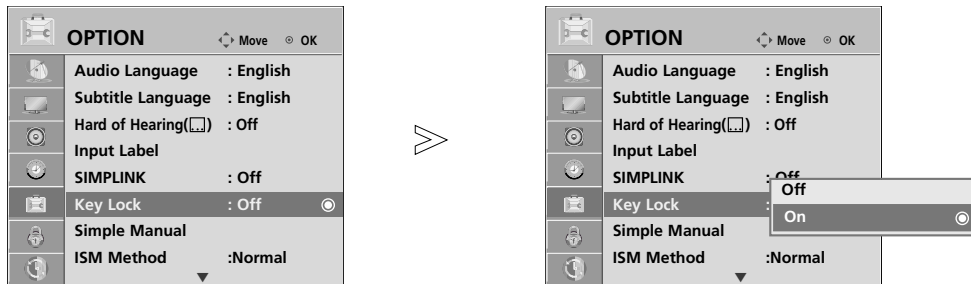 OPTION Move OK
Audio Language : English
Subtitle Language : English
Hard of Hearing( ) : Off
Input Label
SIMPLINK : Off
Key Lock : Off
Simple Manual
ISM Method :Normal
OPTION Move OK
Audio Language : English
Subtitle Language : English
Hard of Hearing( ) : Off
Input Label
SIMPLINK : Off
Key Lock :
Off
On
Simple Manual
ISM Method :Normal